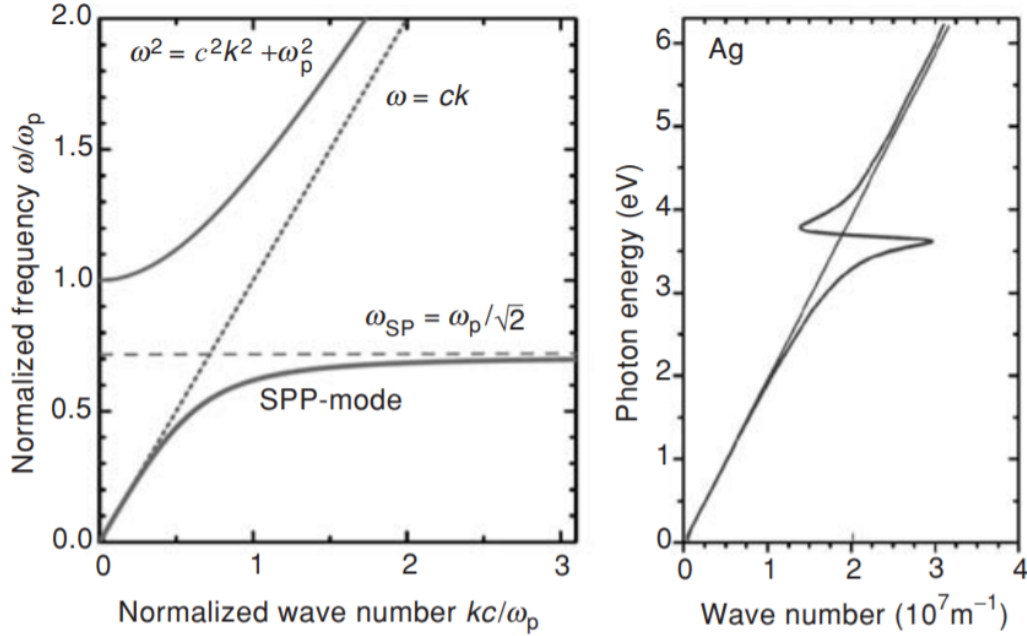 2.0
ω² = c²k² +ωₚ²
ω = ck
1.5
1.0
ω_SP = ωₚ/√2
0.5
SPP-mode
0.0
0 1 2 3
Normalized frequency ω/ωₚ
Normalized wave number kc/ωₚ
Ag
6
5
4
3
2
1
0
0 1 2 3 4
Photon energy (eV)
Wave number (10⁷m⁻¹)